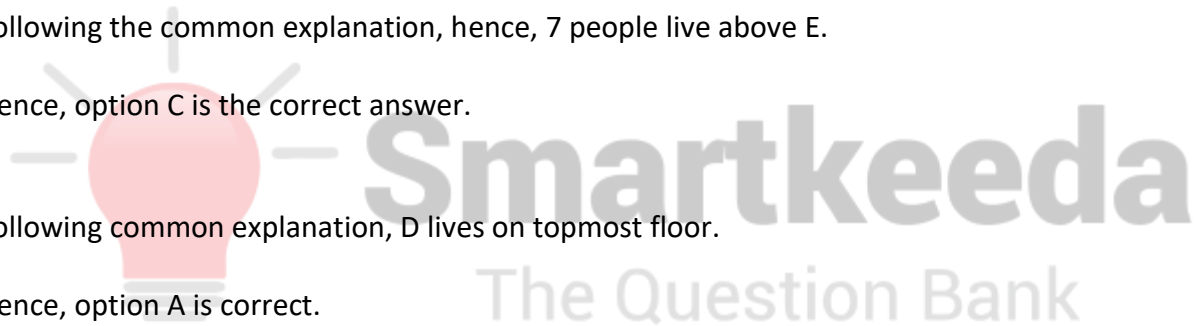 ollowing the common explanation, hence, 7 people live above E.
ence, option C is the correct answer.
Smartkeeda
ollowing common explanation, D lives on topmost floor.
The Question Bank
ence, option A is correct.